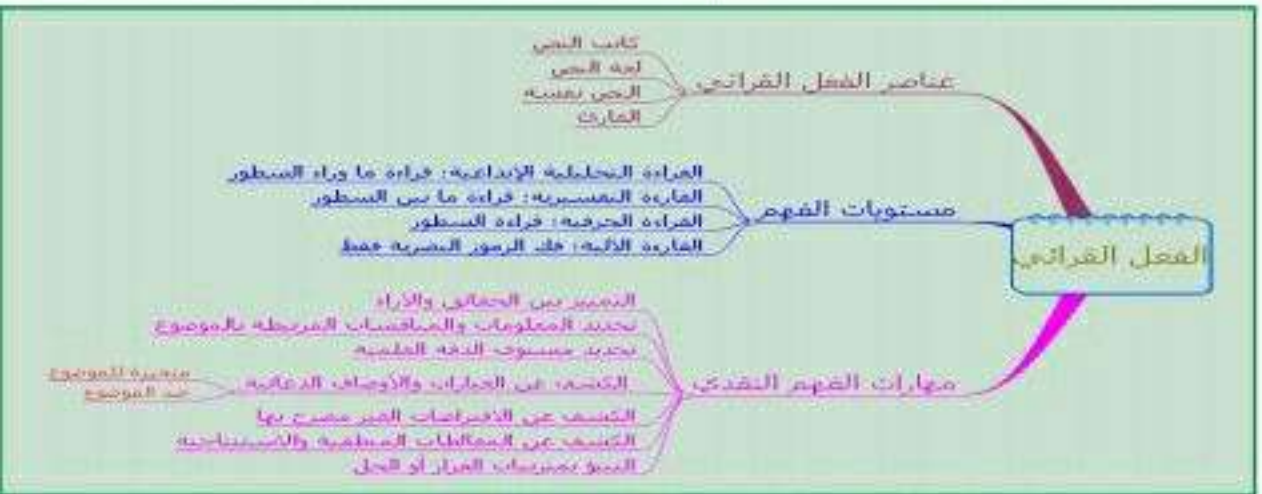 الفعل القرائي
عناصر الفعل القرائي
كاتب النص
لغة النص
النص نفسه
القارئ
مستويات الفهم
القراءة التحليلية الإبداعية: قراءة ما وراء السطور
القارءة التفسيرية: قراءة ما بين السطور
القراءة الحرفية: قراءة السطور
القارءة الآلية: فك الرموز البصرية فقط
مهارات الفهم النقدي
التمييز بين الحقائق والآراء
تحديد المعلومات والمناقشات المرتبطة بالموضوع
تحديد مستوى الدقة العلمية
الكشف عن العبارات والأوصاف الدعائية
متحيزة للموضوع
ضد الموضوع
الكشف عن الافتراضات الغير مصرح بها
الكشف عن المغالطات المنطقية والاستنتاجية
التنبؤ بمترتبات القرار أو الحل